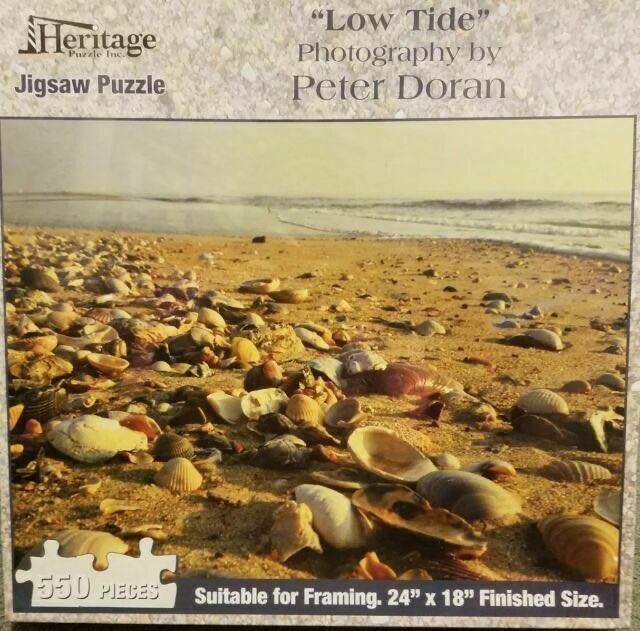 Heritage
Puzzle Inc.
Jigsaw Puzzle
“Low Tide”
Photography by
Peter Doran
550 PIECES
Suitable for Framing. 24” x 18” Finished Size.